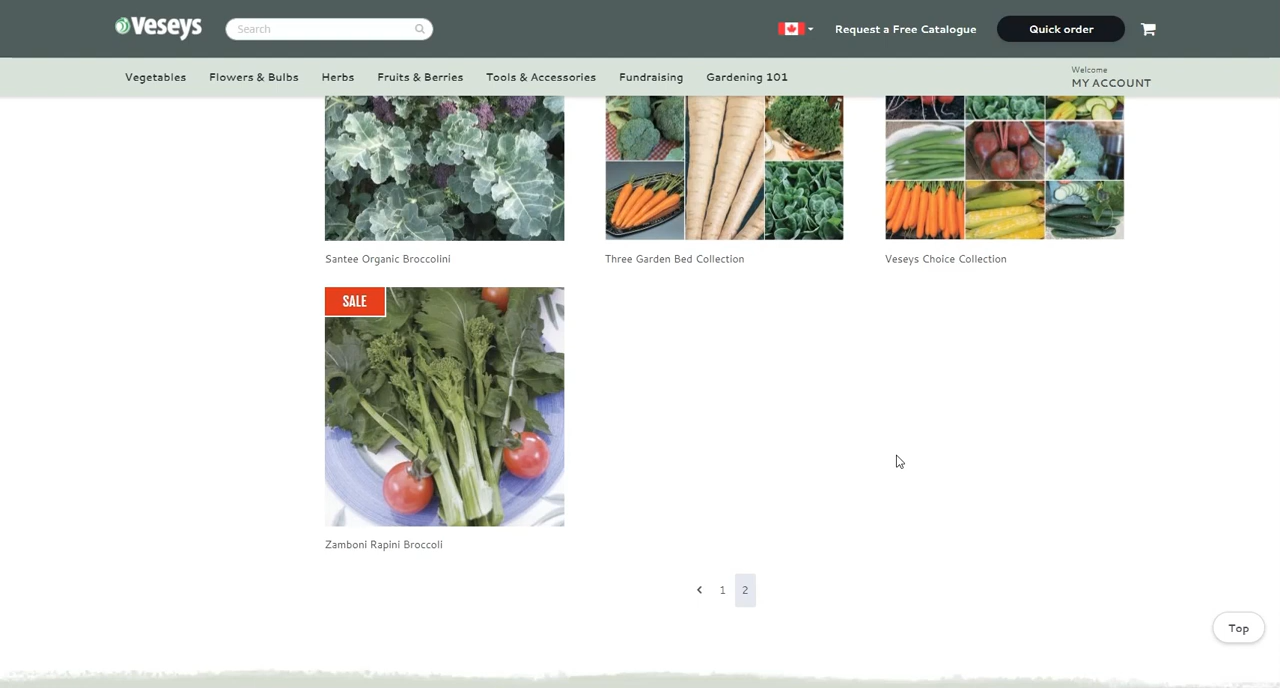 Veseys
Search
Request a Free Catalogue
Quick order
Vegetables
Flowers & Bulbs
Herbs
Fruits & Berries
Tools & Accessories
Fundraising
Gardening 101
Welcome
MY ACCOUNT
Santee Organic Broccolini
Three Garden Bed Collection
Veseys Choice Collection
SALE
Zamboni Rapini Broccoli
1
2
Top